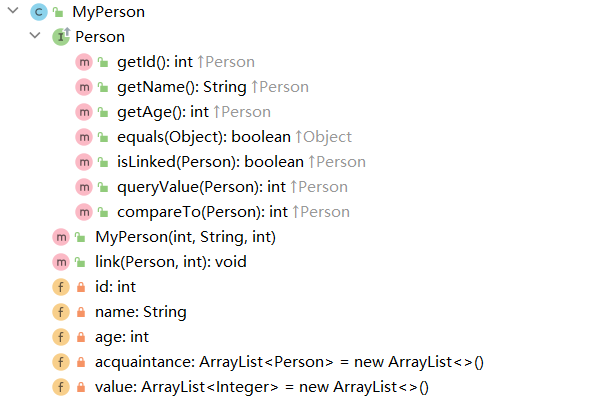 MyPerson
Person
getId(): int ↑Person
getName(): String ↑Person
getAge(): int ↑Person
equals(Object): boolean ↑Object
isLinked(Person): boolean ↑Person
queryValue(Person): int ↑Person
compareTo(Person): int ↑Person
MyPerson(int, String, int)
link(Person, int): void
id: int
name: String
age: int
acquaintance: ArrayList<Person> = new ArrayList<>()
value: ArrayList<Integer> = new ArrayList<>()